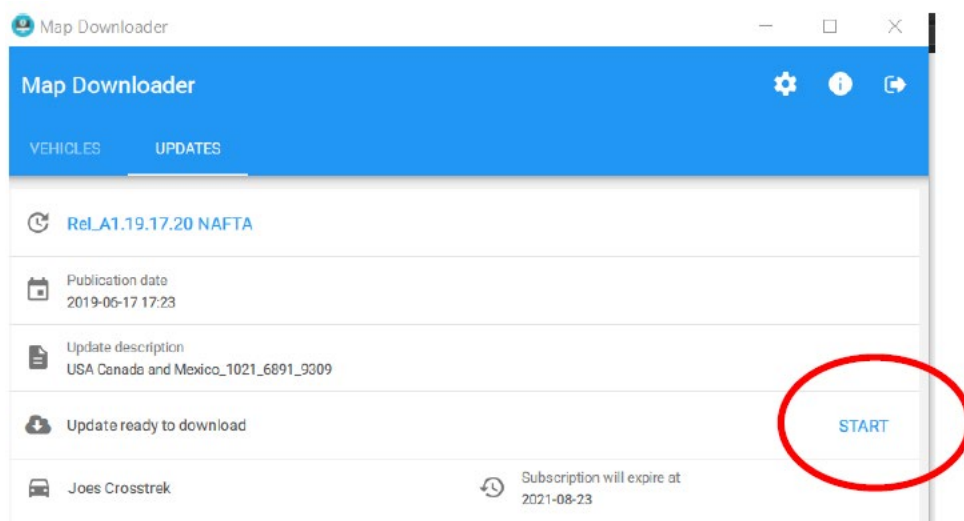 Map Downloader
Map Downloader
VEHICLES UPDATES
Rel_A1.19.17.20 NAFTA
Publication date
2019-06-17 17:23
Update description
USA Canada and Mexico_1021_6891_9309
Update ready to download START
Joes Crosstrek
Subscription will expire at
2021-08-23